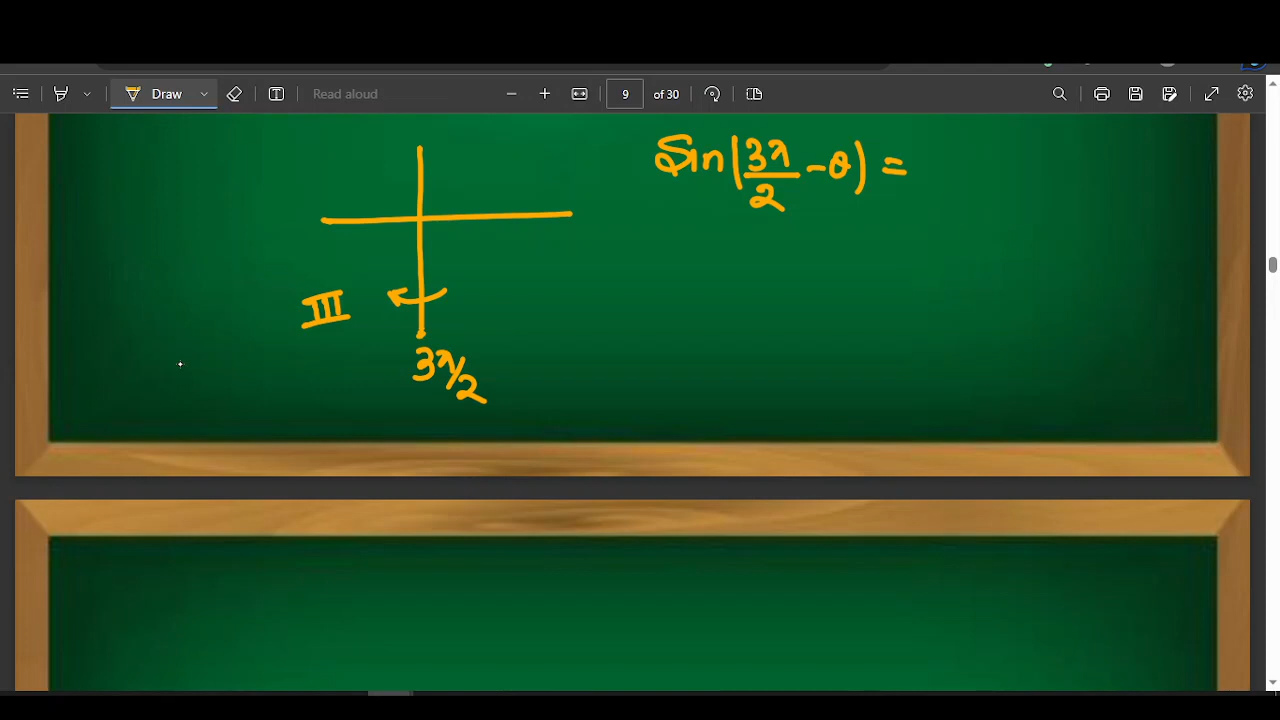 Draw
Read aloud
9 of 30
Sin(3π/2 - θ) =
III
3π/2